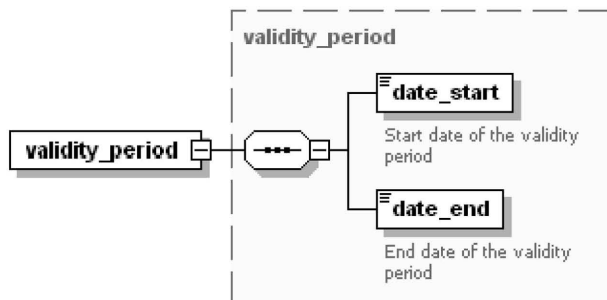 validity_period
date_start
Start date of the validity
period
validity_period
date_end
End date of the validity
period